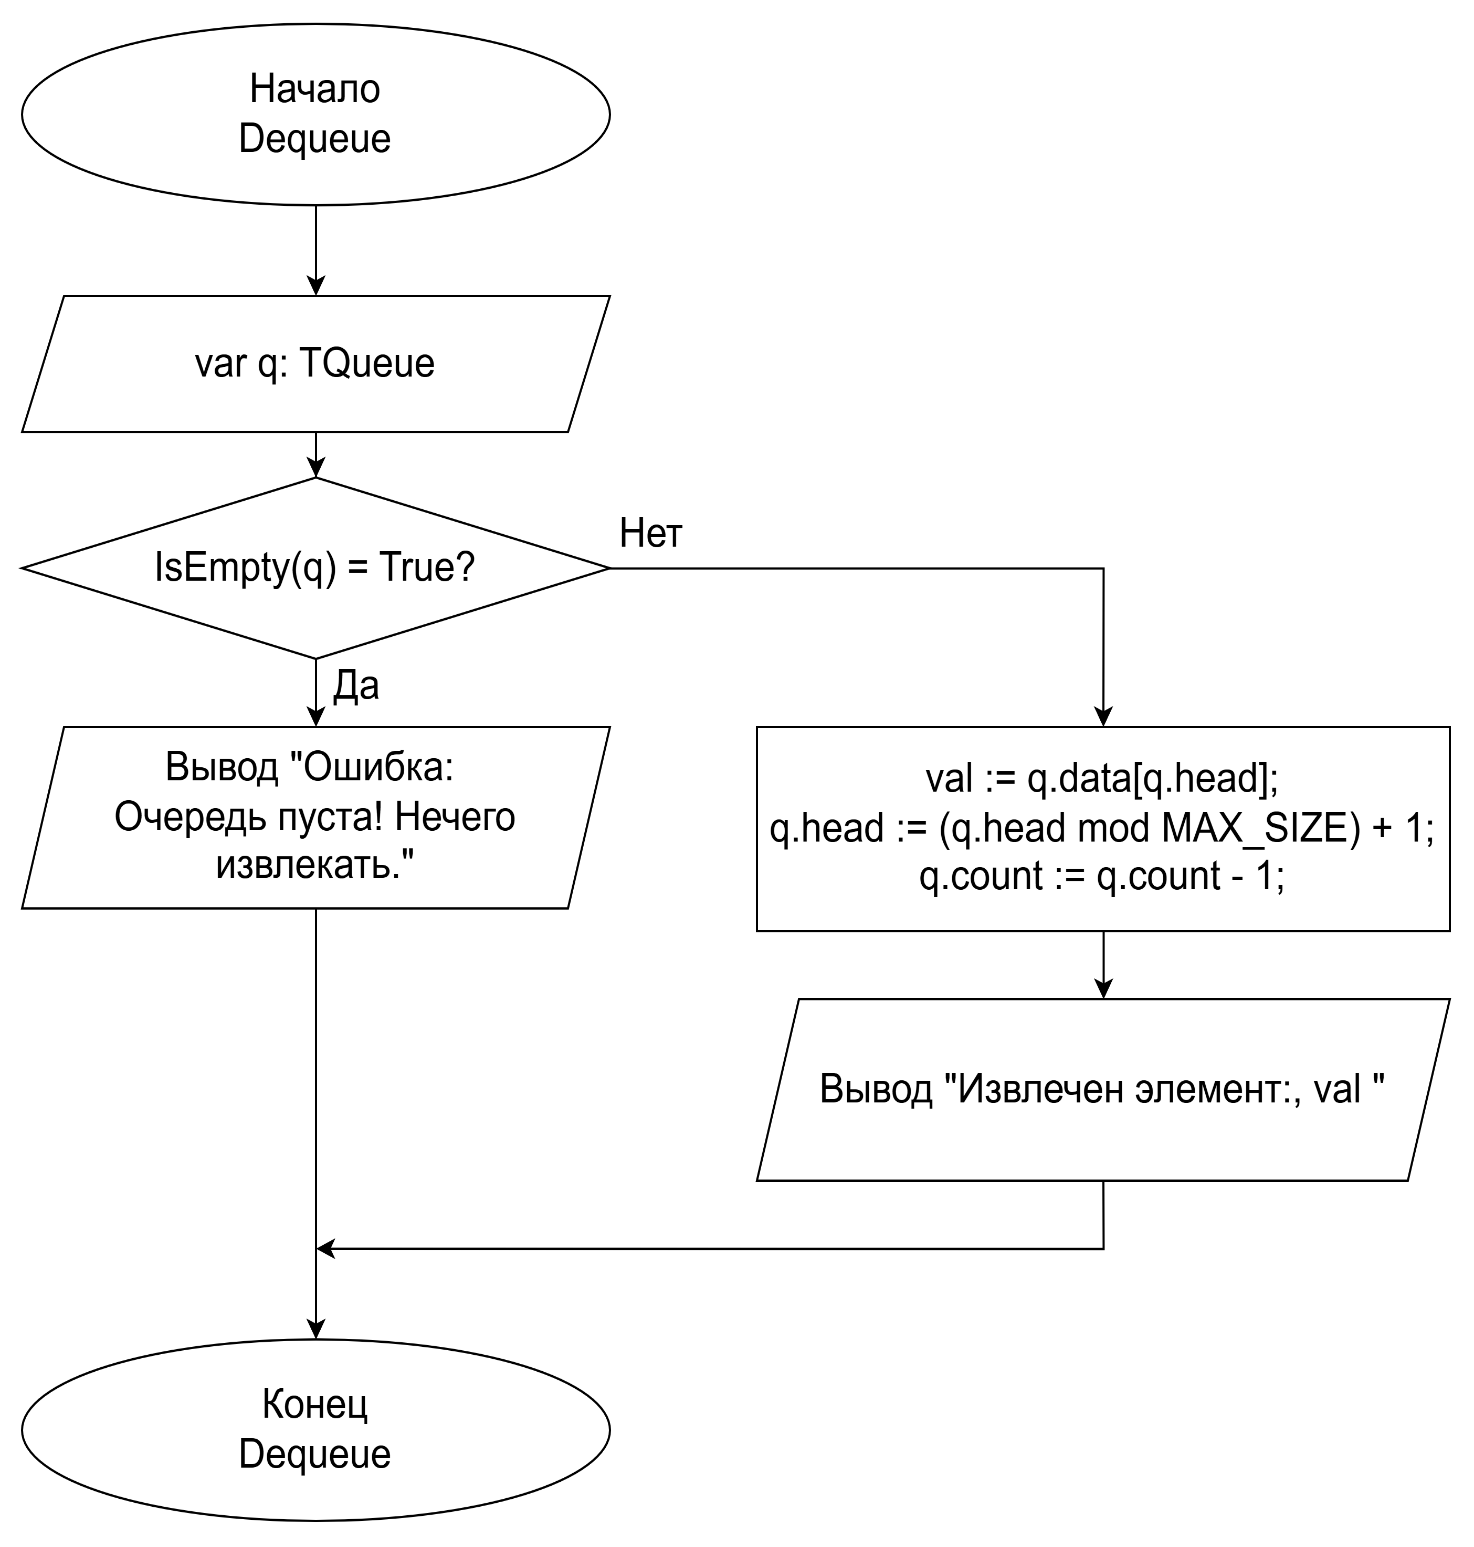 Начало
Dequeue
var q: TQueue
IsEmpty(q) = True?
Нет
Да
Вывод "Ошибка:
Очередь пуста! Нечего
извлекать."
val := q.data[q.head];
q.head := (q.head mod MAX_SIZE) + 1;
q.count := q.count - 1;
Вывод "Извлечен элемент:, val "
Конец
Dequeue